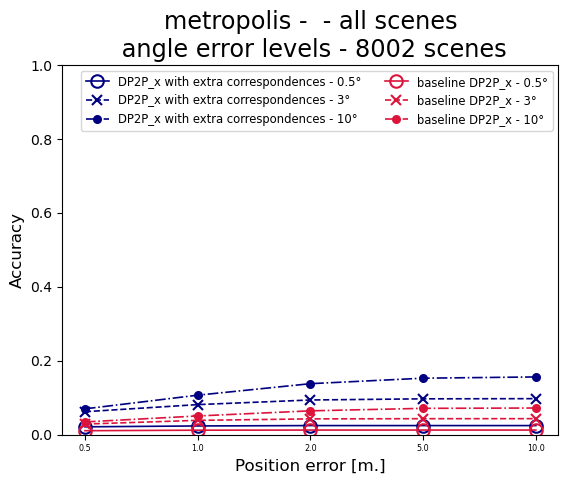 metropolis -  - all scenes
angle error levels - 8002 scenes
DP2P_x with extra correspondences - 0.5°
DP2P_x with extra correspondences - 3°
DP2P_x with extra correspondences - 10°
baseline DP2P_x - 0.5°
baseline DP2P_x - 3°
baseline DP2P_x - 10°
Accuracy
1.0
0.8
0.6
0.4
0.2
0.0
0.5 1.0 2.0 5.0 10.0
Position error [m.]